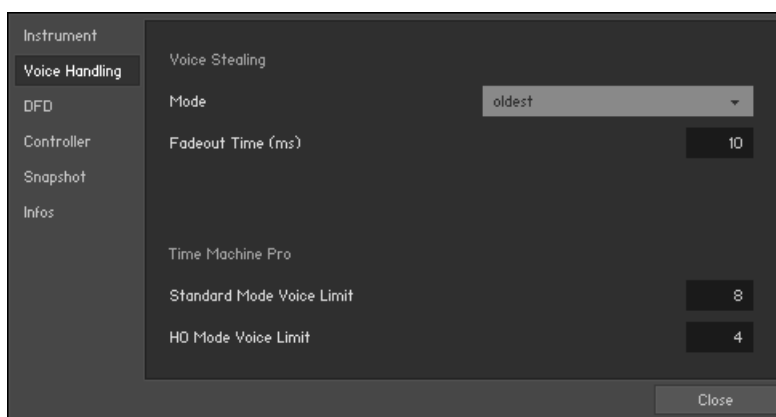 Instrument
Voice Handling
DFD
Controller
Snapshot
Infos
Voice Stealing
Mode oldest
Fadeout Time (ms) 10
Time Machine Pro
Standard Mode Voice Limit 8
HQ Mode Voice Limit 4
Close